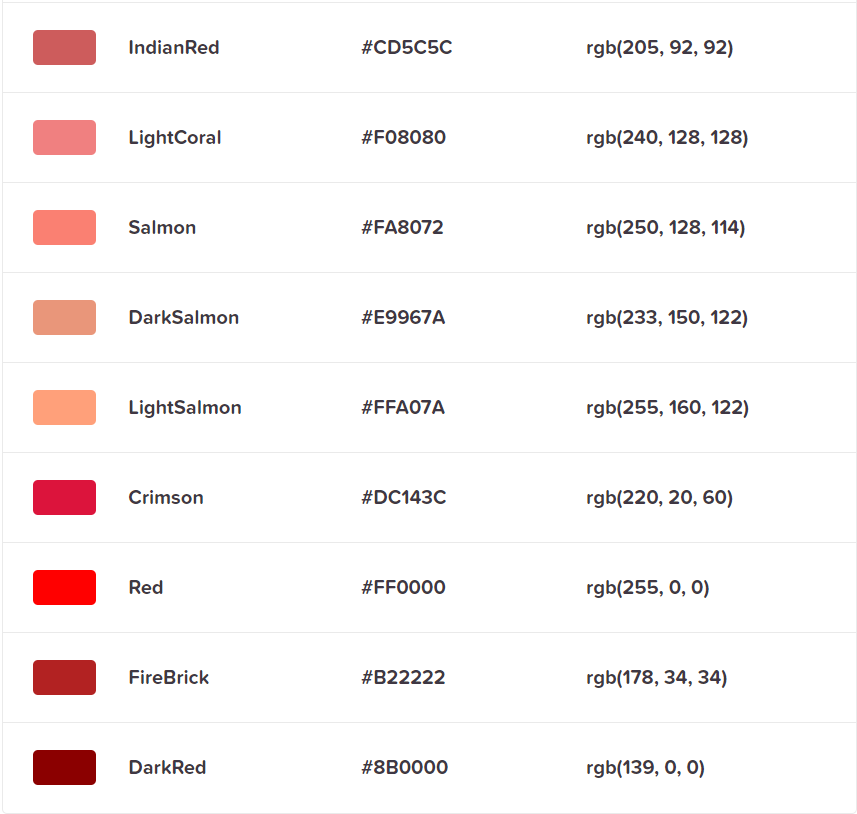 IndianRed #CD5C5C rgb(205, 92, 92)
LightCoral #F08080 rgb(240, 128, 128)
Salmon #FA8072 rgb(250, 128, 114)
DarkSalmon #E9967A rgb(233, 150, 122)
LightSalmon #FFA07A rgb(255, 160, 122)
Crimson #DC143C rgb(220, 20, 60)
Red #FF0000 rgb(255, 0, 0)
FireBrick #B22222 rgb(178, 34, 34)
DarkRed #8B0000 rgb(139, 0, 0)